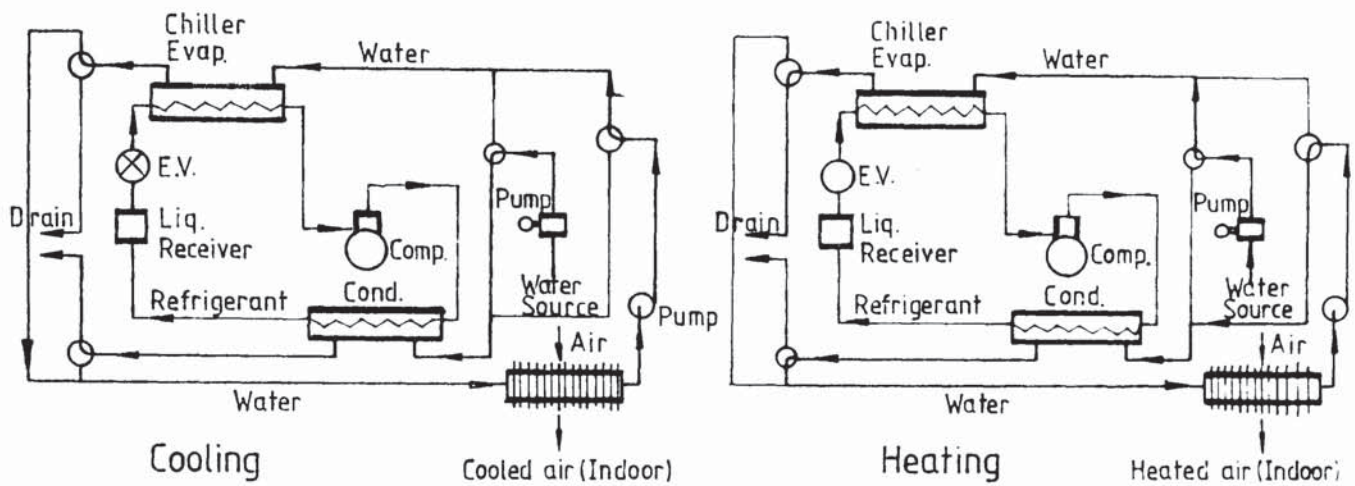 Chiller
Evap.
Water
E.V.
Drain
Liq.
Receiver
Pump
Comp.
Water
Source
Refrigerant
Cond.
Pump
Air
Water
Cooling
Cooled air (Indoor)
Chiller
Evap.
Water
E.V.
Drain
Liq.
Receiver
Pump
Comp.
Water
Source
Refrigerant
Cond.
Air
Water
Heating
Heated air (Indoor)